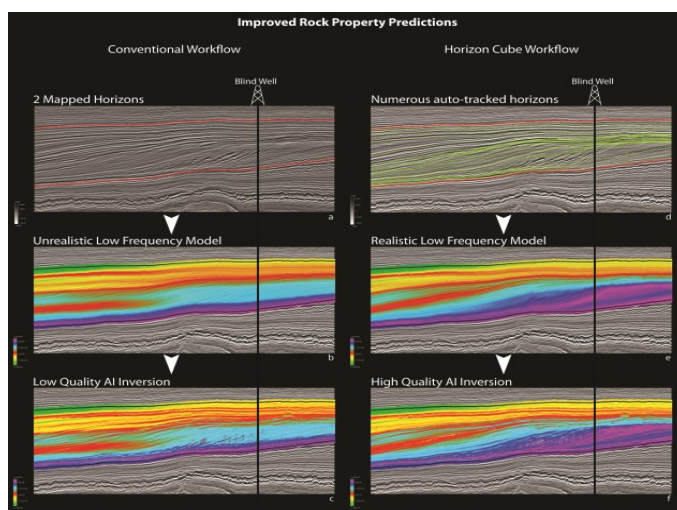 Improved Rock Property Predictions
Conventional Workflow
Horizon Cube Workflow
Blind Well
Blind Well
2 Mapped Horizons
Numerous auto-tracked horizons
a
d
Unrealistic Low Frequency Model
Realistic Low Frequency Model
b
e
Low Quality AI Inversion
High Quality AI Inversion
c
f